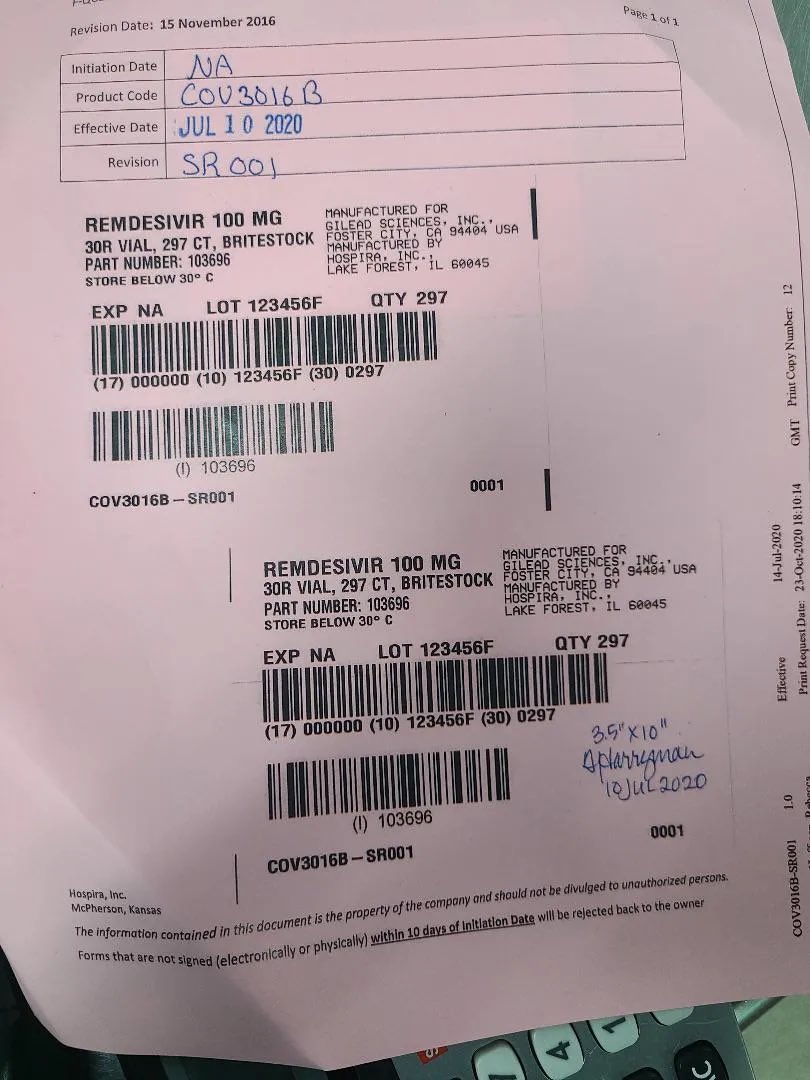 Revision Date: 15 November 2016
Page 1 of 1
Initiation Date NA
Product Code COV3016B
Effective Date JUL 10 2020
Revision SR001
REMDESIVIR 100 MG
30R VIAL, 297 CT, BRITESTOCK
PART NUMBER: 103696
STORE BELOW 30° C
MANUFACTURED FOR
GILEAD SCIENCES, INC.,
FOSTER CITY, CA 94404 USA
MANUFACTURED BY
HOSPIRA, INC.,
LAKE FOREST, IL 60045
EXP NA LOT 123456F QTY 297
(17) 000000 (10) 123456F (30) 0297
(I) 103696
COV3016B-SR001 0001
REMDESIVIR 100 MG
30R VIAL, 297 CT, BRITESTOCK
PART NUMBER: 103696
STORE BELOW 30° C
MANUFACTURED FOR
GILEAD SCIENCES, INC.,
FOSTER CITY, CA 94404 USA
MANUFACTURED BY
HOSPIRA, INC.,
LAKE FOREST, IL 60045
EXP NA LOT 123456F QTY 297
(17) 000000 (10) 123456F (30) 0297
3.5" X 10"
10JUL2020
(I) 103696
0001
COV3016B-SR001
Hospira, Inc.
McPherson, Kansas
The information contained in this document is the property of the company and should not be divulged to unauthorized persons.
Forms that are not signed (electronically or physically) within 10 days of Initiation Date will be rejected back to the owner
COV3016B-SR001 1.0 Effective 14-Jul-2020
Print Request Date: 23-Oct-2020 18:10:14 GMT Print Copy Number: 12
4
1
C